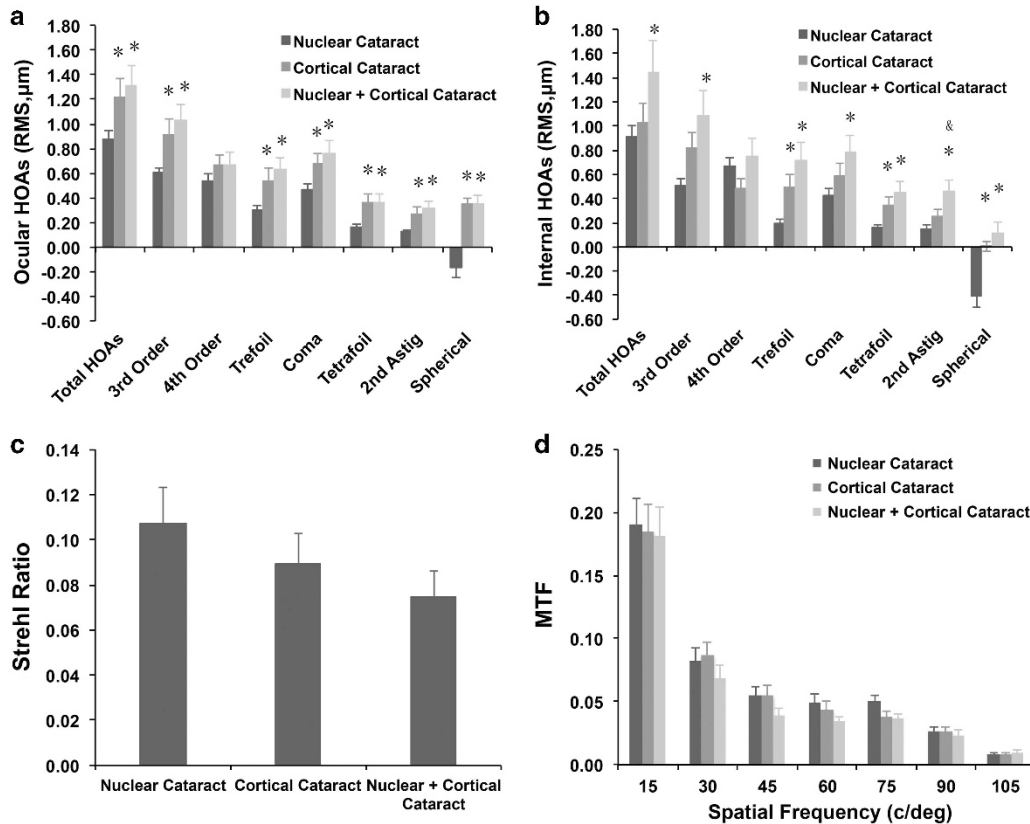 a
Ocular HOAs (RMS,μm)
1.80
1.60
1.40
1.20
1.00
0.80
0.60
0.40
0.20
0.00
-0.20
-0.40
-0.60
Nuclear Cataract
Cortical Cataract
Nuclear + Cortical Cataract
* *
* *
* *
* *
* *
* *
* *
Total HOAs
3rd Order
4th Order
Trefoil
Coma
Tetrafoil
2nd Astig
Spherical
b
Internal HOAs (RMS,μm)
1.80
1.60
1.40
1.20
1.00
0.80
0.60
0.40
0.20
0.00
-0.20
-0.40
-0.60
Nuclear Cataract
Cortical Cataract
Nuclear + Cortical Cataract
*
*
* *
*
* *
&
*
* *
Total HOAs
3rd Order
4th Order
Trefoil
Coma
Tetrafoil
2nd Astig
Spherical
c
Strehl Ratio
0.14
0.12
0.10
0.08
0.06
0.04
0.02
0.00
Nuclear Cataract
Cortical Cataract
Nuclear + Cortical
Cataract
d
MTF
0.25
0.20
0.15
0.10
0.05
0.00
Nuclear Cataract
Cortical Cataract
Nuclear + Cortical Cataract
15 30 45 60 75 90 105
Spatial Frequency (c/deg)